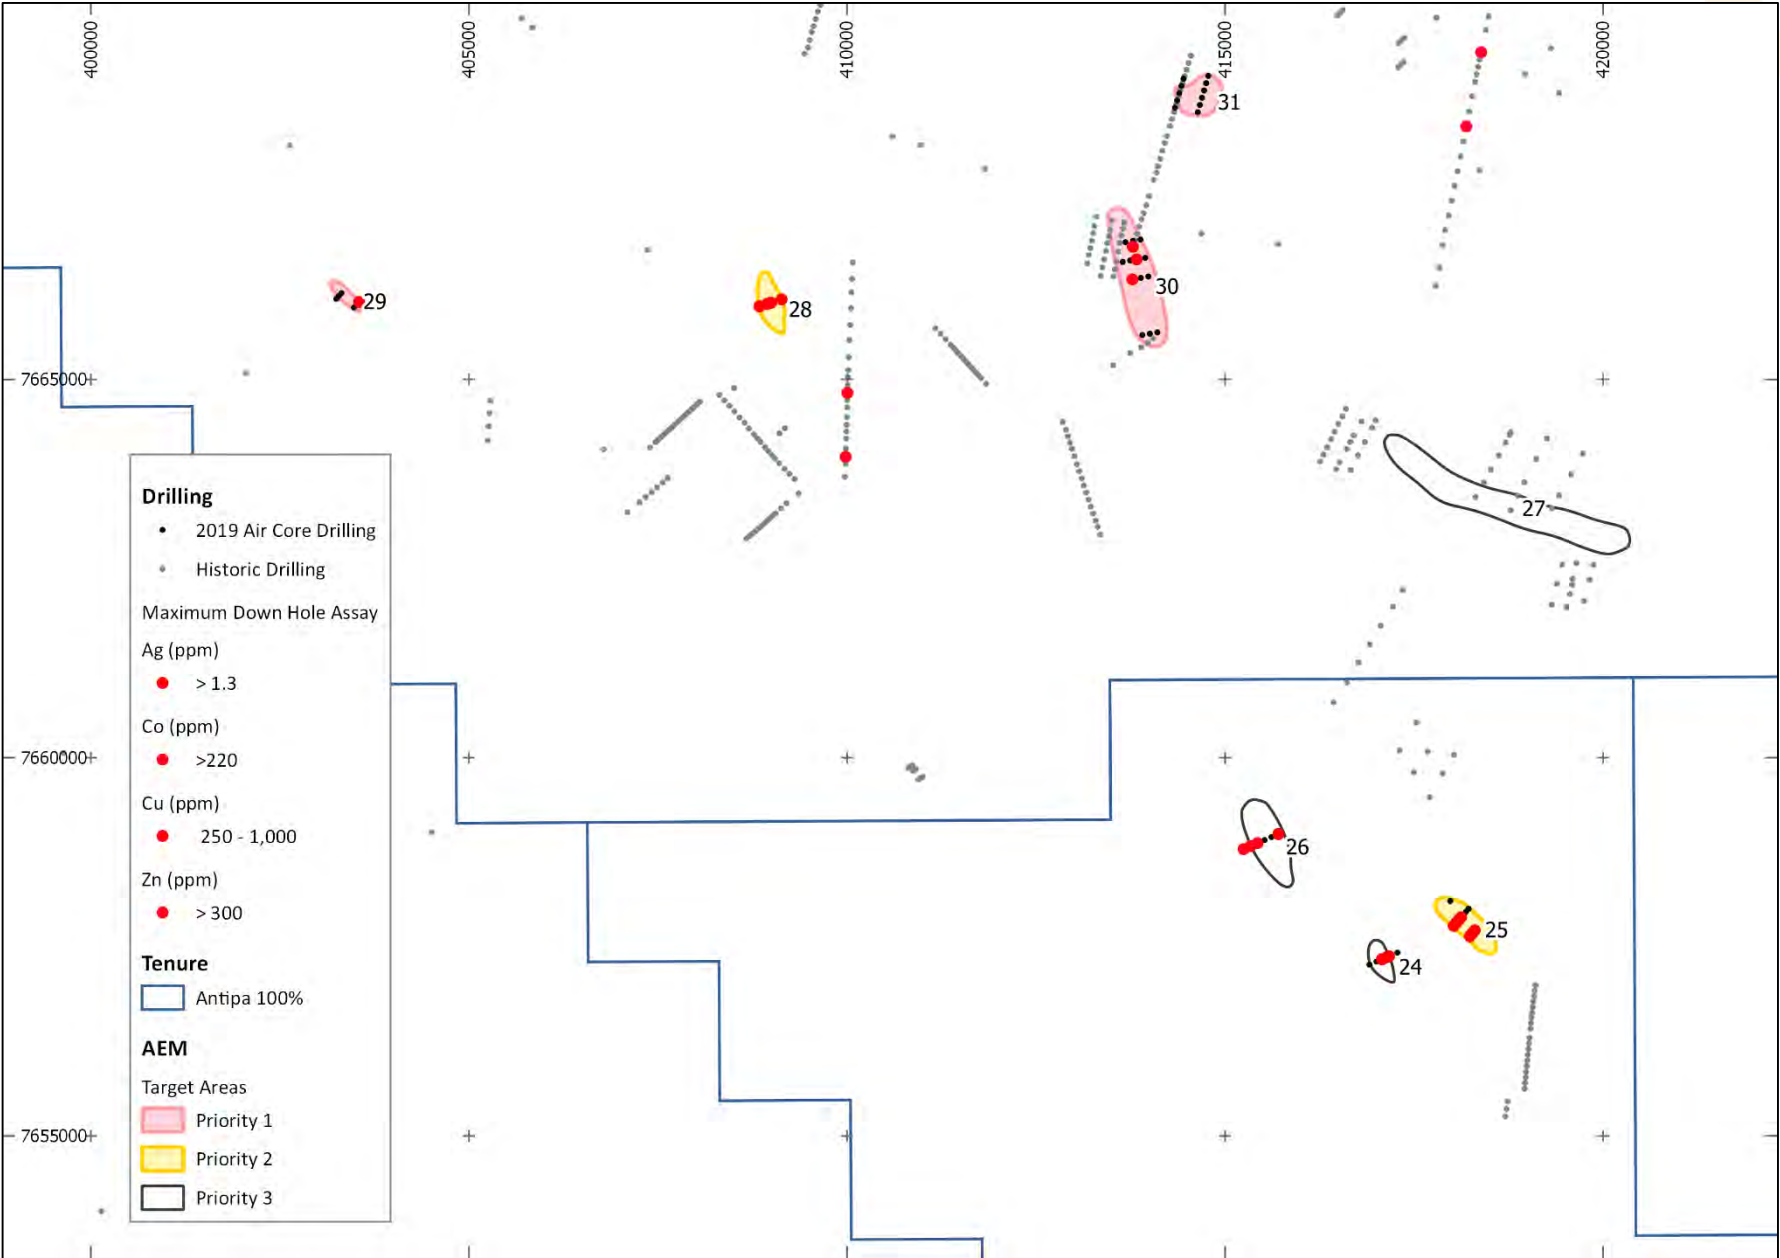 400000
405000
410000
415000
420000
31
30
29
28
7665000
27
Drilling
2019 Air Core Drilling
Historic Drilling
Maximum Down Hole Assay
Ag (ppm)
> 1.3
Co (ppm)
>220
7660000
Cu (ppm)
250 - 1,000
26
Zn (ppm)
> 300
25
Tenure
24
Antipa 100%
AEM
Target Areas
Priority 1
7655000
Priority 2
Priority 3